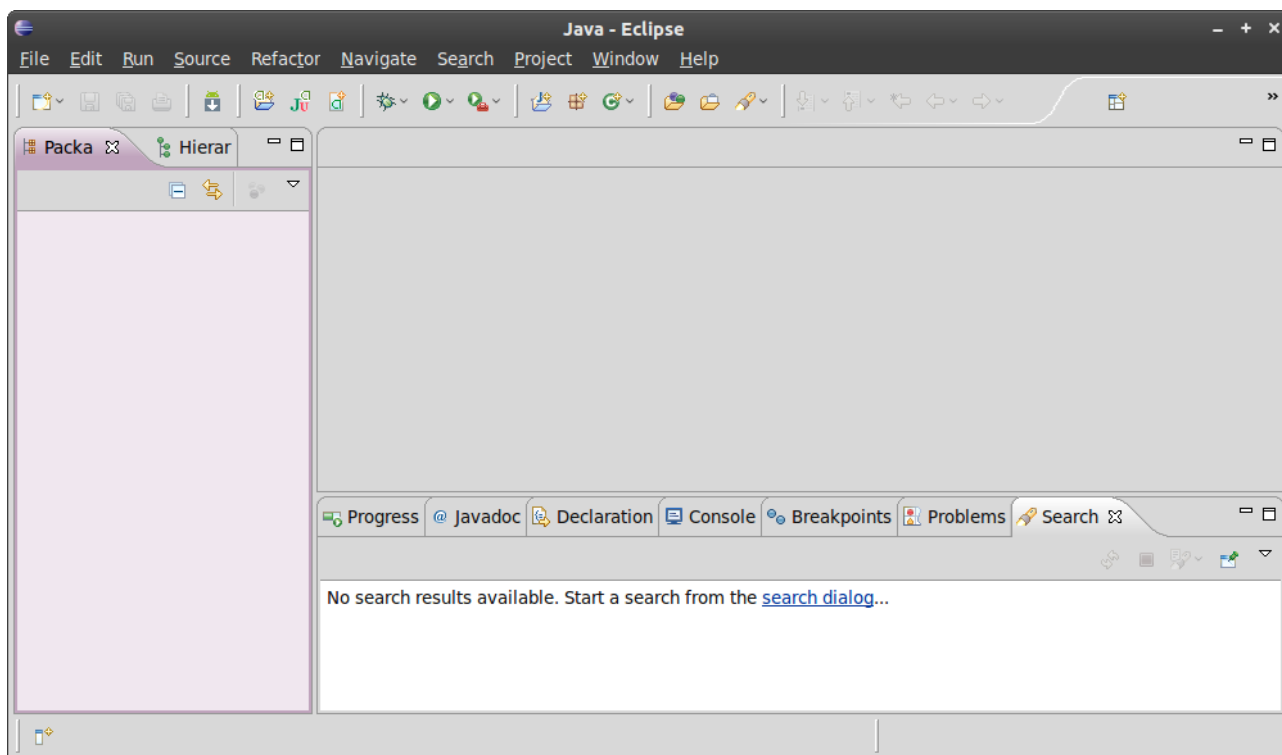 Java - Eclipse
File Edit Run Source Refactor Navigate Search Project Window Help
Packa Hierar
Progress @ Javadoc Declaration Console Breakpoints Problems Search
No search results available. Start a search from the search dialog...